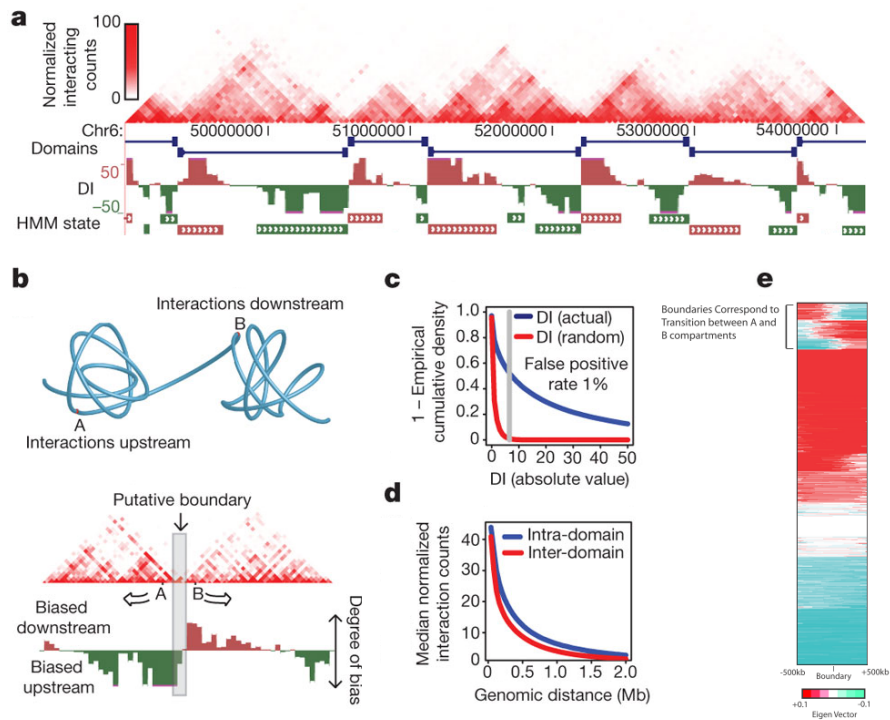 a
Normalized
interacting
counts
100
0
Chr6:
50000000 I
51000000 I
52000000 I
53000000 I
54000000 I
Domains
50
DI
−50
HMM state
b
Interactions downstream
B
A
Interactions upstream
Putative boundary
A
B
Biased
downstream
Biased
upstream
Degree of
bias
c
1 – Empirical
cumulative density
1.0
0.8
0.6
0.4
0.2
0
DI (actual)
DI (random)
False positive
rate 1%
0 10 20 30 40 50
DI (absolute value)
d
Median normalized
interaction counts
40
30
20
10
0
Intra-domain
Inter-domain
0 0.5 1.0 1.5 2.0
Genomic distance (Mb)
e
Boundaries Correspond to
Transition between A and
B compartments
-500kb
Boundary
+500kb
+0.1
-0.1
Eigen Vector